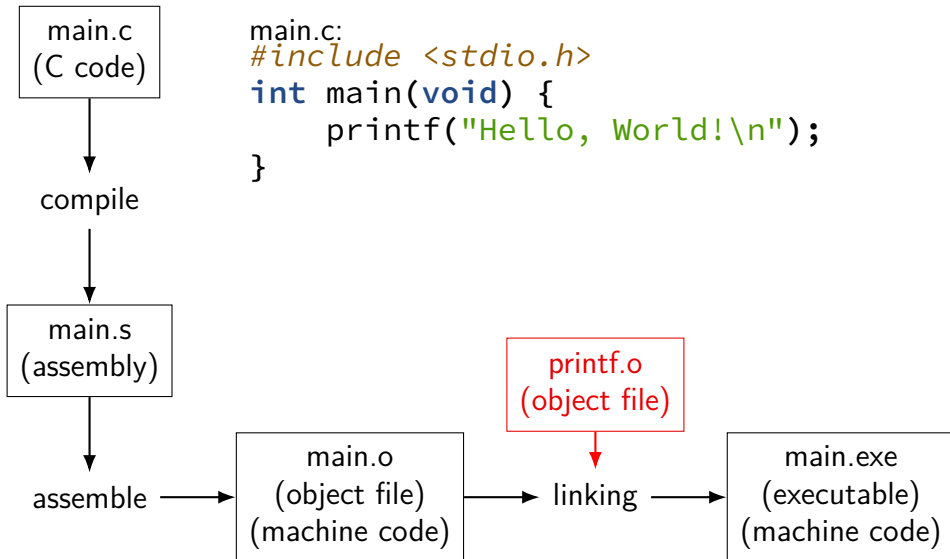 main.c
(C code)
main.c:
#include <stdio.h>
int main(void) {
    printf("Hello, World!\n");
}
compile
main.s
(assembly)
printf.o
(object file)
assemble
main.o
(object file)
(machine code)
linking
main.exe
(executable)
(machine code)